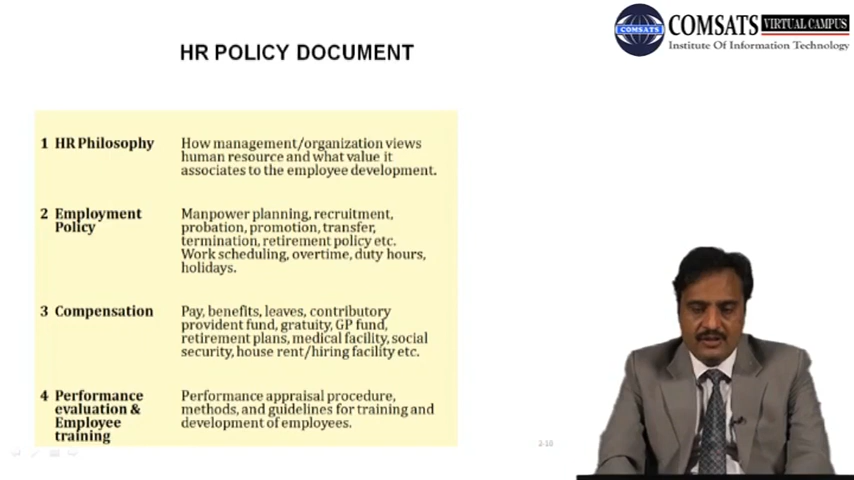 COMSATS
COMSATS VIRTUAL CAMPUS
Institute Of Information Technology
HR POLICY DOCUMENT
1 HR Philosophy
How management/organization views
human resource and what value it
associates to the employee development.
2 Employment
Policy
Manpower planning, recruitment,
probation, promotion, transfer,
termination, retirement policy etc.
Work scheduling, overtime, duty hours,
holidays.
3 Compensation
Pay, benefits, leaves, contributory
provident fund, gratuity, GP fund,
retirement plans, medical facility, social
security, house rent/hiring facility etc.
4 Performance
evaluation &
Employee
training
Performance appraisal procedure,
methods, and guidelines for training and
development of employees.
2-10